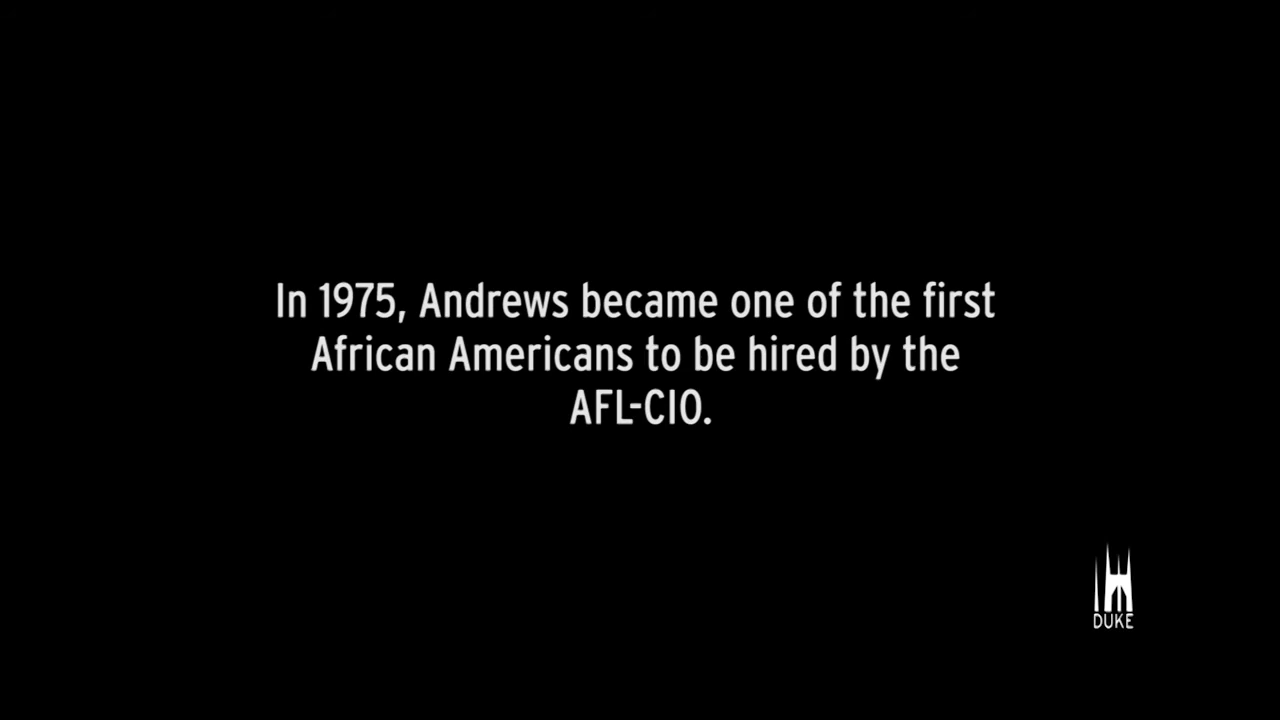 In 1975, Andrews became one of the first
African Americans to be hired by the
AFL-CIO.
DUKE